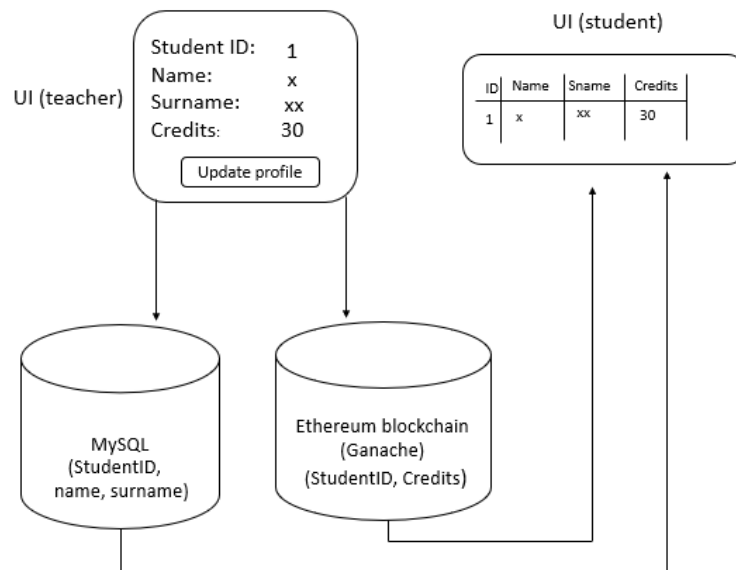 UI (student)
UI (teacher)
Student ID: 1
Name: x
Surname: xx
Credits: 30
Update profile
ID Name Sname Credits
1 x xx 30
MySQL
(StudentID,
name, surname)
Ethereum blockchain
(Ganache)
(StudentID, Credits)